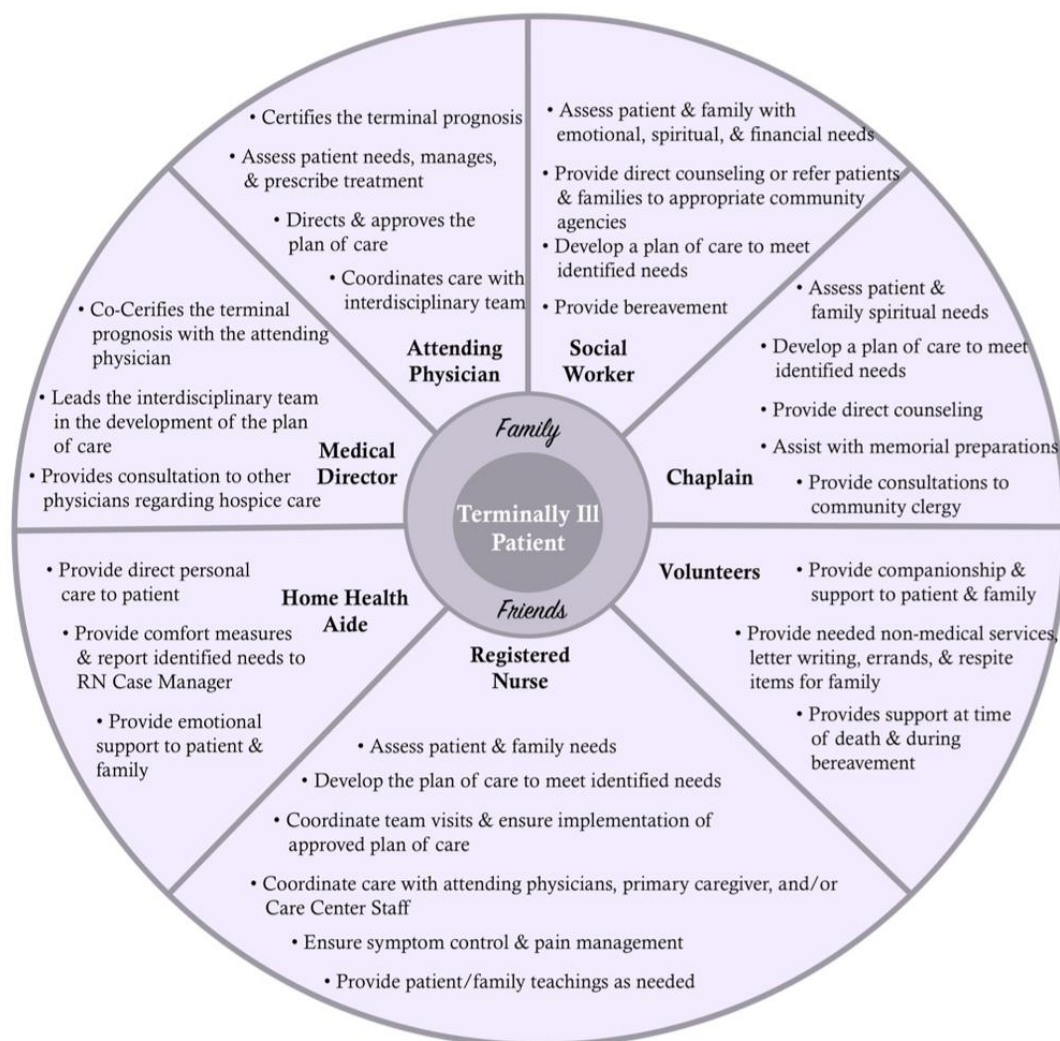 • Certifies the terminal prognosis
• Assess patient needs, manages,
& prescribe treatment
• Directs & approves the
plan of care
• Coordinates care with
interdisciplinary team
Attending
Physician
• Assess patient & family with
emotional, spiritual, & financial needs
• Provide direct counseling or refer patients
& families to appropriate community
agencies
• Develop a plan of care to meet
identified needs
• Provide bereavement
Social
Worker
• Assess patient &
family spiritual needs
• Develop a plan of care to meet
identified needs
• Provide direct counseling
• Assist with memorial preparations
• Provide consultations to
community clergy
Chaplain
Volunteers
• Provide companionship &
support to patient & family
• Provide needed non-medical services,
letter writing, errands, & respite
items for family
• Provides support at time
of death & during
bereavement
Registered
Nurse
• Assess patient & family needs
• Develop the plan of care to meet identified needs
• Coordinate team visits & ensure implementation of
approved plan of care
• Coordinate care with attending physicians, primary caregiver, and/or
Care Center Staff
• Ensure symptom control & pain management
• Provide patient/family teachings as needed
Home Health
Aide
• Provide direct personal
care to patient
• Provide comfort measures
& report identified needs to
RN Case Manager
• Provide emotional
support to patient &
family
• Co-Cerifies the terminal
prognosis with the attending
physician
• Leads the interdisciplinary team
in the development of the plan
of care
• Provides consultation to other
physicians regarding hospice care
Medical
Director
Family
Terminally Ill
Patient
Friends